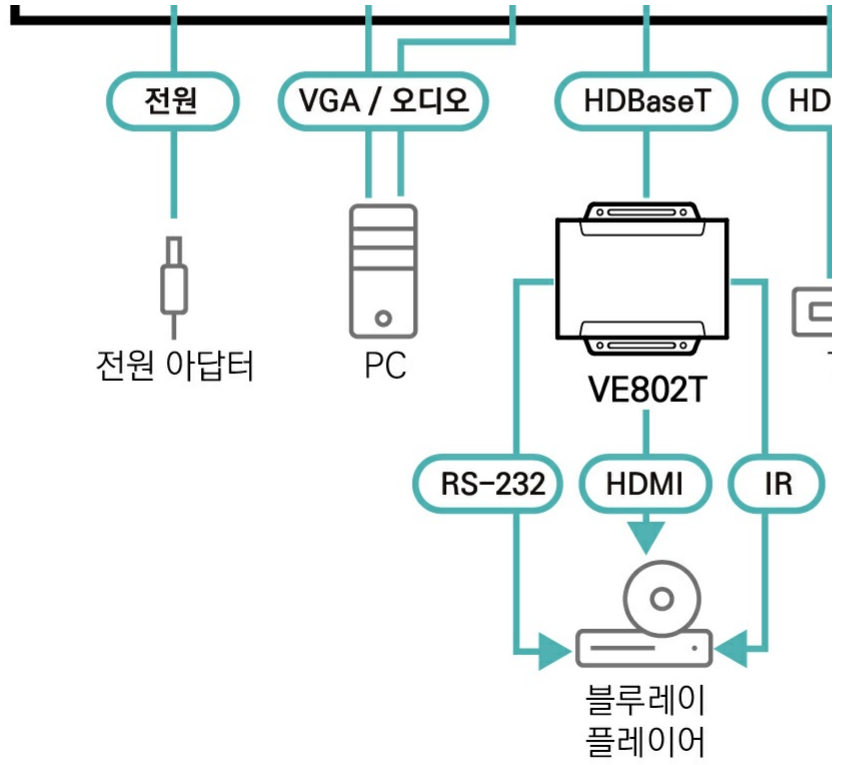 전원
VGA / 오디오
HDBaseT
HD
전원 아답터
PC
VE802T
RS-232
HDMI
IR
블루레이
플레이어